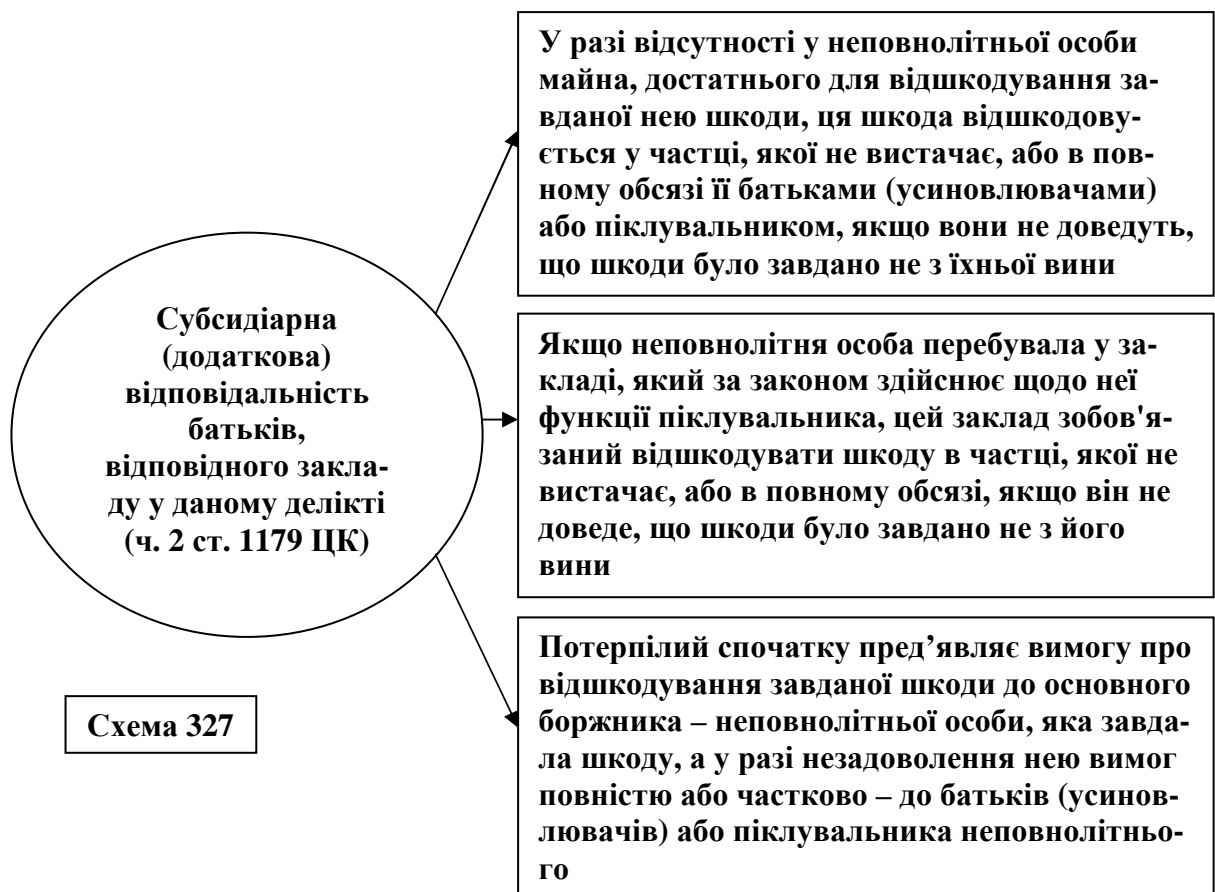 У разі відсутності у неповнолітньої особи
майна, достатнього для відшкодування за-
вданої нею шкоди, ця шкода відшкодову-
ється у частці, якої не вистачає, або в пов-
ному обсязі її батьками (усиновлювачами)
або піклувальником, якщо вони не доведуть,
що шкоди було завдано не з їхньої вини
Субсидіарна
(додаткова)
відповідальність
батьків,
відповідного закла-
ду у даному делікті
(ч. 2 ст. 1179 ЦК)
Якщо неповнолітня особа перебувала у за-
кладі, який за законом здійснює щодо неї
функції піклувальника, цей заклад зобов'я-
заний відшкодувати шкоду в частці, якої не
вистачає, або в повному обсязі, якщо він не
доведе, що шкоди було завдано не з його
вини
Потерпілий спочатку пред’являє вимогу про
відшкодування завданої шкоди до основного
боржника – неповнолітньої особи, яка завда-
ла шкоду, а у разі незадоволення нею вимог
повністю або частково – до батьків (усинов-
лювачів) або піклувальника неповнолітньо-
го
Схема 327